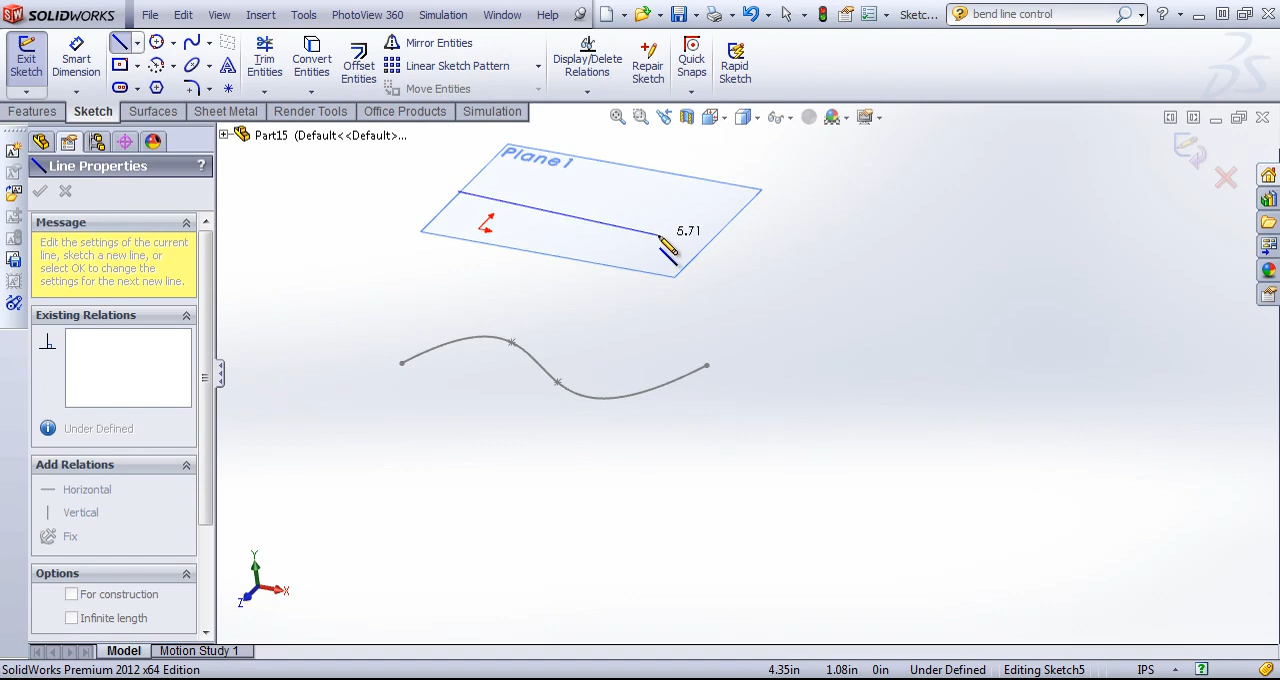 SOLIDWORKS File Edit View Insert Tools PhotoView 360 Simulation Window Help Sketc... bend line control
Exit Sketch
Smart Dimension
Trim Entities
Convert Entities
Offset Entities
Mirror Entities
Linear Sketch Pattern
Move Entities
Display/Delete Relations
Repair Sketch
Quick Snaps
Rapid Sketch
Features Sketch Surfaces Sheet Metal Render Tools Office Products Simulation
Part15 (Default<<Default>...
Line Properties ?
Message
Edit the settings of the current
line, sketch a new line, or
select OK to change the
settings for the next new line.
Existing Relations
Under Defined
Add Relations
Horizontal
Vertical
Fix
Options
For construction
Infinite length
Plane1
5.71
Y
X
Z
Model Motion Study 1
SolidWorks Premium 2012 x64 Edition 4.35in 1.08in 0in Under Defined Editing Sketch5 IPS ?